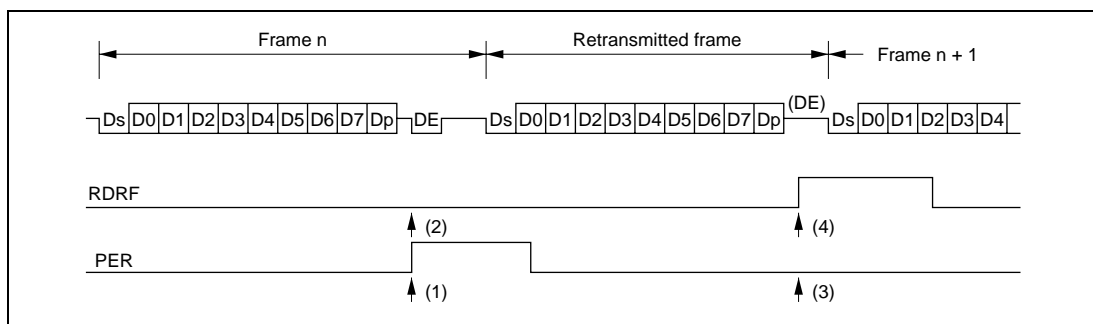 Frame n Retransmitted frame Frame n + 1
(DE)
Ds D0 D1 D2 D3 D4 D5 D6 D7 Dp DE Ds D0 D1 D2 D3 D4 D5 D6 D7 Dp Ds D0 D1 D2 D3 D4
RDRF
(2) (4)
PER
(1) (3)